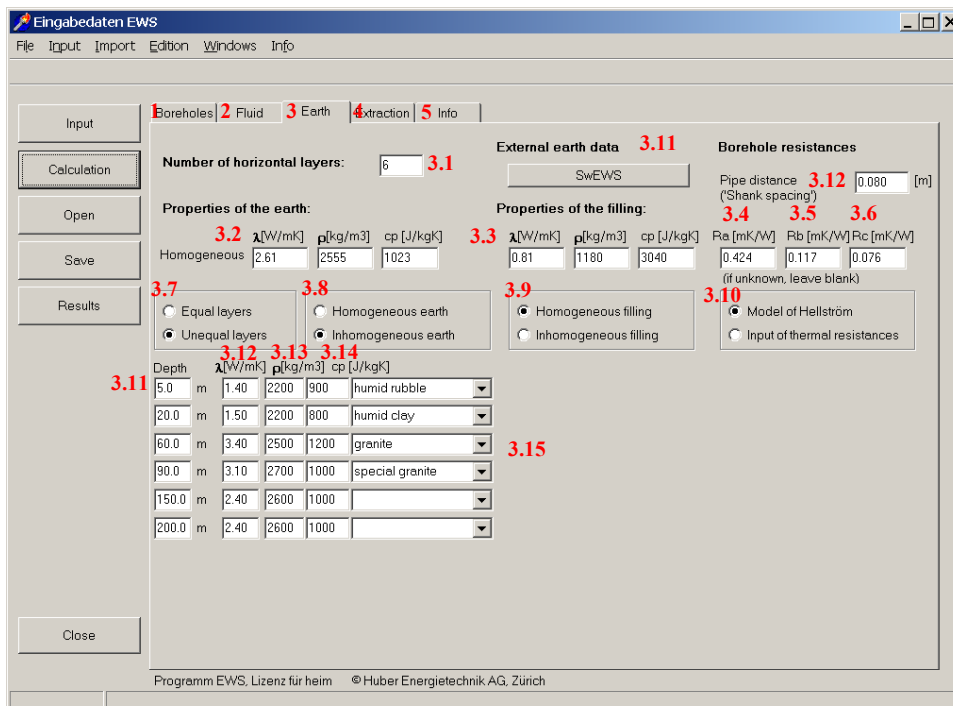 Eingabedaten EWS
File Input Import Edition Windows Info
Input
Calculation
Open
Save
Results
Close
1 Boreholes 2 Fluid 3 Earth 4 Extraction 5 Info
Number of horizontal layers: 6 3.1
External earth data 3.11
SwEWS
Borehole resistances
Pipe distance 3.12 0.080 [m]
('Shank spacing')
Properties of the earth:
3.2 λ[W/mK] ρ[kg/m3] cp [J/kgK]
Homogeneous 2.61 2555 1023
Properties of the filling:
3.3 λ[W/mK] ρ[kg/m3] cp [J/kgK]
0.81 1180 3040
3.4 3.5 3.6
Ra [mK/W] Rb [mK/W] Rc [mK/W]
0.424 0.117 0.076
(if unknown, leave blank)
3.7
Equal layers
Unequal layers
3.8
Homogeneous earth
Inhomogeneous earth
3.9
Homogeneous filling
Inhomogeneous filling
3.10
Model of Hellström
Input of thermal resistances
3.12 3.13 3.14
Depth λ[W/mK] ρ[kg/m3] cp [J/kgK]
3.11 5.0 m 1.40 2200 900 humid rubble
20.0 m 1.50 2200 800 humid clay
60.0 m 3.40 2500 1200 granite 3.15
90.0 m 3.10 2700 1000 special granite
150.0 m 2.40 2600 1000
200.0 m 2.40 2600 1000
Programm EWS, Lizenz für heim © Huber Energietechnik AG, Zürich